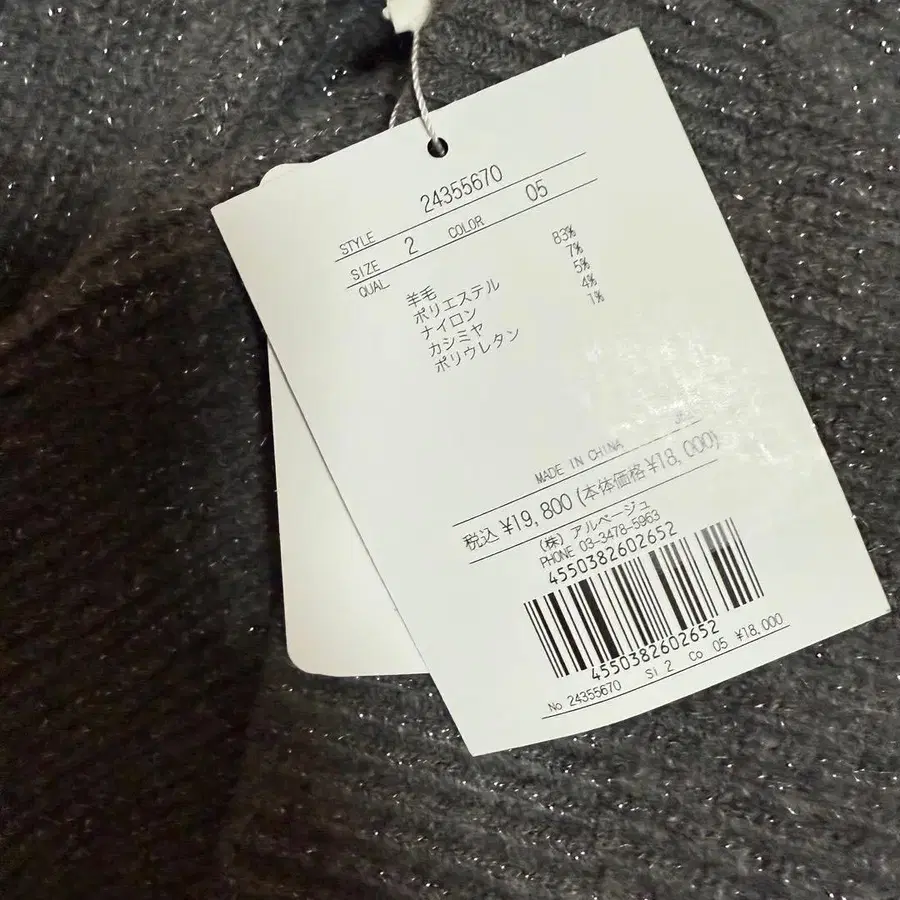 STYLE 24355670
SIZE 2 COLOR 05
QUAL
羊毛 83%
ポリエステル 7%
ナイロン 5%
カシミヤ 4%
ポリウレタン 1%
MADE IN CHINA
税込 ¥19,800 (本体価格 ¥18,000)
(株) アルページュ
PHONE 03-3478-5963
4550382602652
4550382602652
No 24355670 Si 2 Co 05 ¥18,000